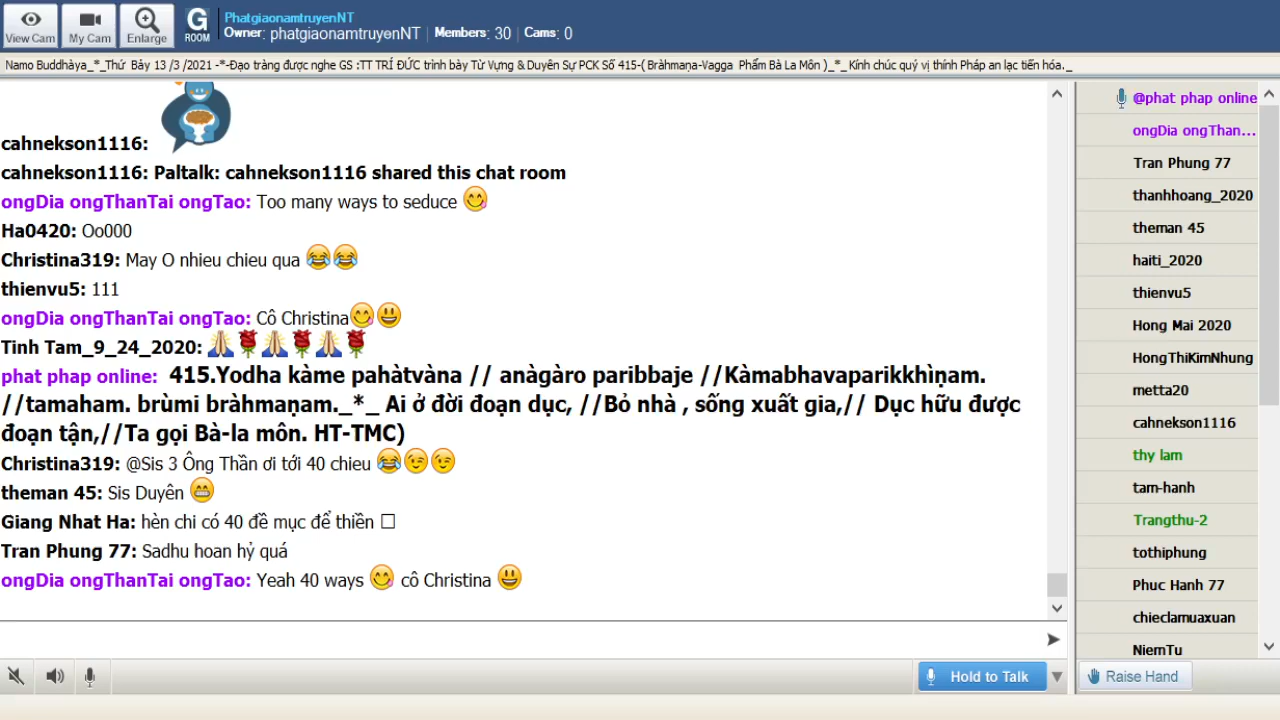 View Cam
My Cam
Enlarge
G
ROOM
PhatgiaonamtruyenNT
Owner: phatgiaonamtruyenNT | Members: 30 | Cams: 0
Namo Buddhàya_*_Thứ Bảy 13 /3 /2021 -*-Đạo tràng được nghe GS :TT TRÍ ĐỨC trình bày Từ Vựng & Duyên Sự PCK Số 415-( Bràhmaṇa-Vagga Phẩm Bà La Môn )_*_Kính chúc quý vị thính Pháp an lạc tiến hóa._
cahnekson1116:
cahnekson1116: Paltalk: cahnekson1116 shared this chat room
ongDia ongThanTai ongTao: Too many ways to seduce 😋
Ha0420: Oo000
Christina319: May O nhieu chieu qua 😂😂
thienvu5: 111
ongDia ongThanTai ongTao: Cô Christina😋😃
Tinh Tam_9_24_2020: 🙏🌹🙏🌹🙏🌹
phat phap online: 415.Yodha kàme pahàtvàna // anàgàro paribbaje //Kàmabhavaparikkhìṇam.
//tamaham. brùmi bràhmaṇam._*_ Ai ở đời đoạn dục, //Bỏ nhà , sống xuất gia,// Dục hữu được
đoạn tận,//Ta gọi Bà-la môn. HT-TMC)
Christina319: @Sis 3 Ông Thần ơi tới 40 chieu 😂😉😉
theman 45: Sis Duyên 😁
Giang Nhat Ha: hèn chi có 40 đề mục để thiền □
Tran Phung 77: Sadhu hoan hỷ quá
ongDia ongThanTai ongTao: Yeah 40 ways 😋 cô Christina 😃
Hold to Talk
@phat phap online
ongDia ongThan...
Tran Phung 77
thanhhoang_2020
theman 45
haiti_2020
thienvu5
Hong Mai 2020
HongThiKimNhung
metta20
cahnekson1116
thy lam
tam-hanh
Trangthu-2
tothiphung
Phuc Hanh 77
chieclamuaxuan
NiemTu
Raise Hand